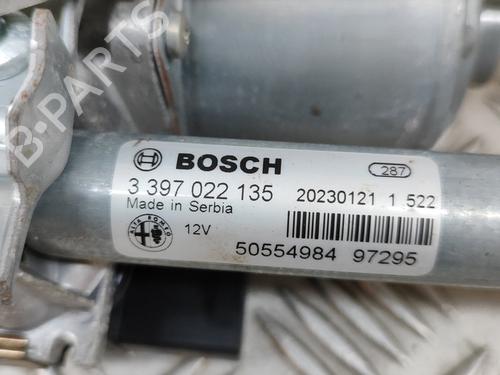 B-PARTS
BOSCH
287
3 397 022 135 20230121 1 522
Made in Serbia
ALFA ROMEO
12V
50554984 97295